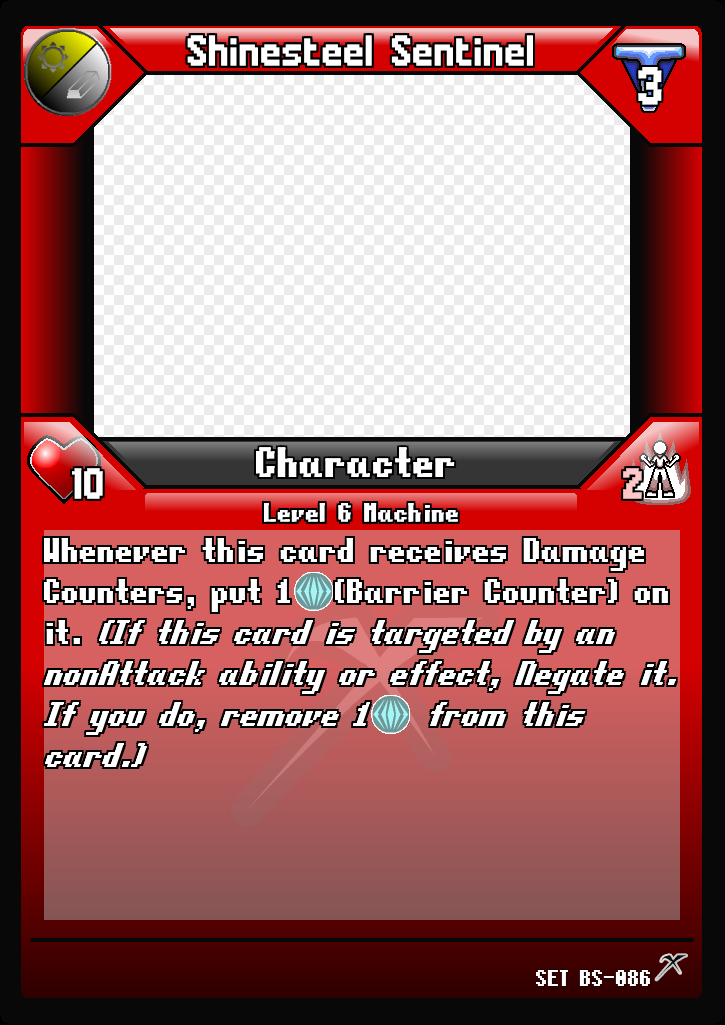 Shinesteel Sentinel
3
10
Character
2
Level 6 Machine
Whenever this card receives Damage
Counters, put 1 (Barrier Counter) on
it. (If this card is targeted by an
nonAttack ability or effect, Negate it.
If you do, remove 1 from this
card.)
SET BS-086